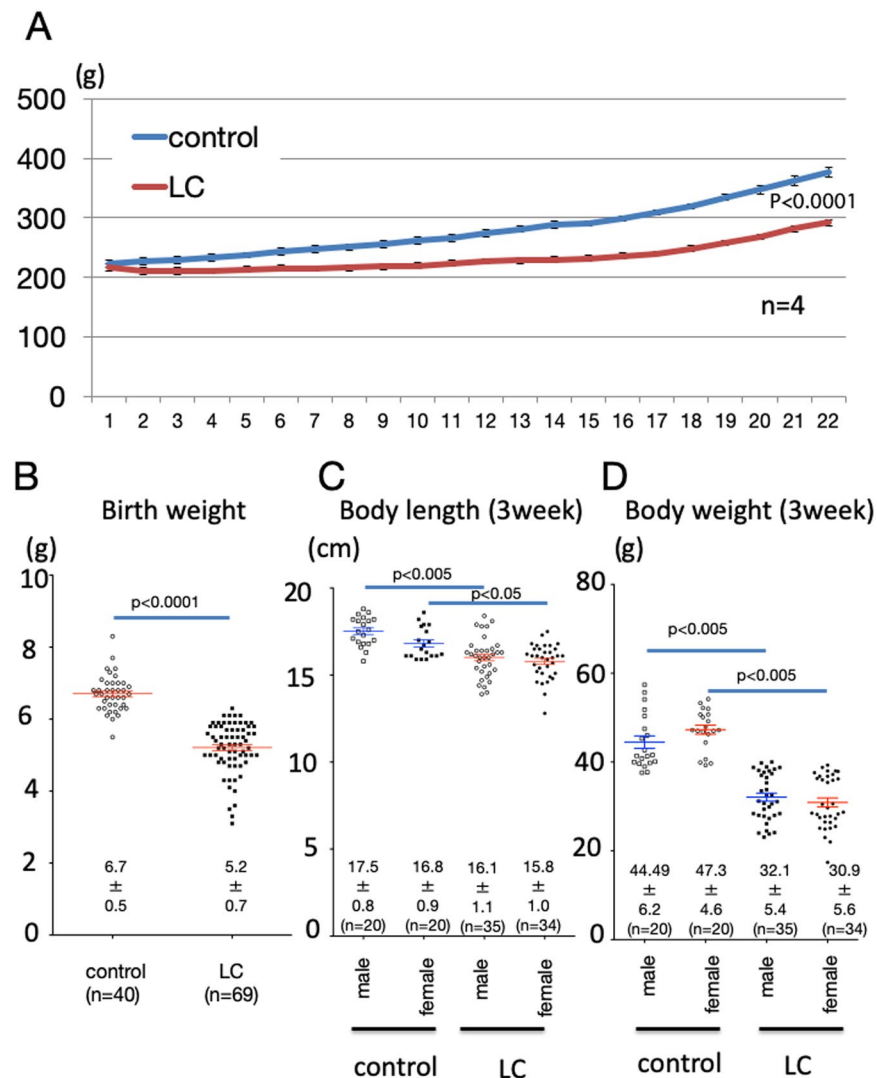 A
(g)
500
400
300
200
100
0
control
LC
P<0.0001
n=4
1 2 3 4 5 6 7 8 9 10 11 12 13 14 15 16 17 18 19 20 21 22
B
Birth weight
(g)
10
8
6
4
2
0
p<0.0001
6.7 5.2
± ±
0.5 0.7
control LC
(n=40) (n=69)
C
Body length (3week)
(cm)
20
15
10
5
0
p<0.005
p<0.05
17.5 16.8 16.1 15.8
± ± ± ±
0.8 0.9 1.1 1.0
(n=20) (n=20) (n=35) (n=34)
male female male female
control LC
D
Body weight (3week)
(g)
80
60
40
20
0
p<0.005
p<0.005
44.49 47.3 32.1 30.9
± ± ± ±
6.2 4.6 5.4 5.6
(n=20) (n=20) (n=35) (n=34)
male female male female
control LC